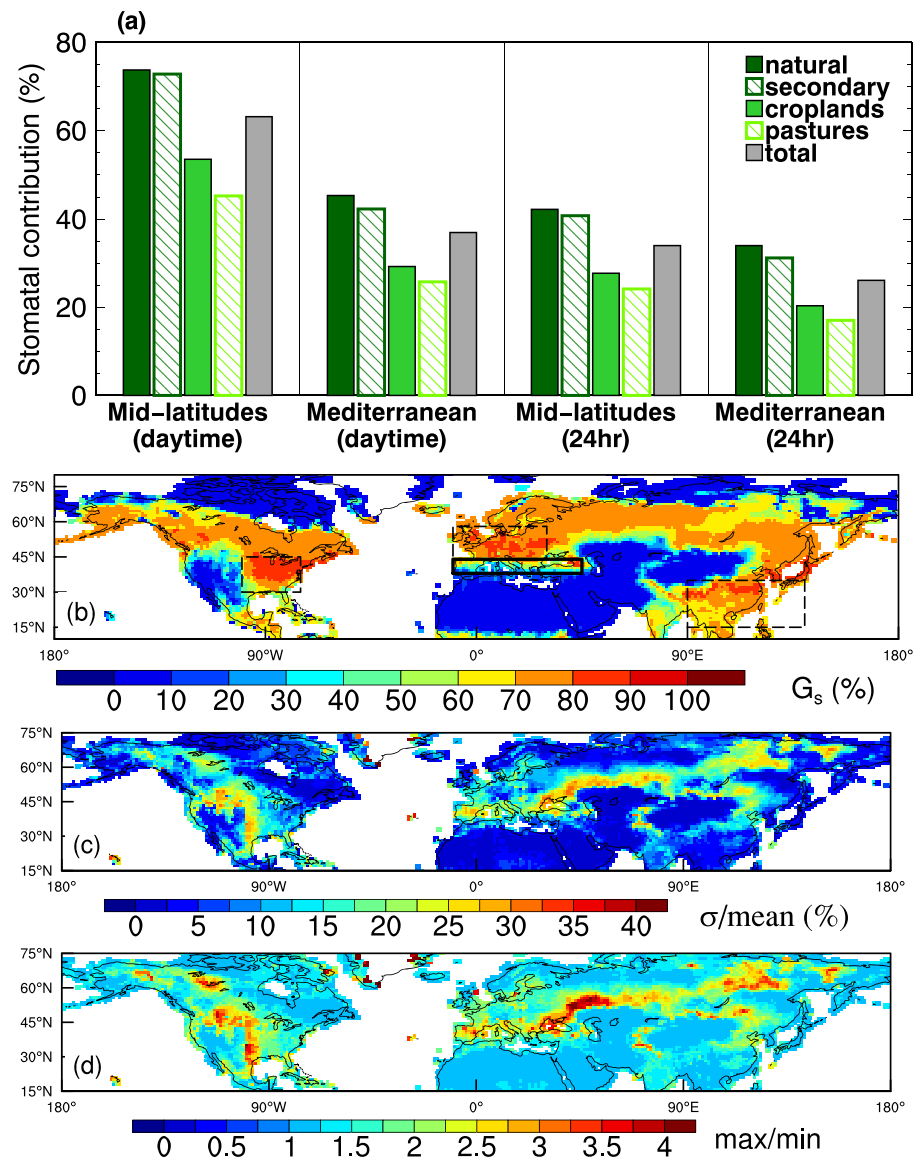 (a)
80
60
40
20
0
Stomatal contribution (%)
natural
secondary
croplands
pastures
total
Mid−latitudes (daytime)
Mediterranean (daytime)
Mid−latitudes (24hr)
Mediterranean (24hr)
75°N
60°N
45°N
30°N
15°N
(b)
180° 90°W 0° 90°E 180°
0 10 20 30 40 50 60 70 80 90 100
G_s (%)
75°N
60°N
45°N
30°N
15°N
(c)
180° 90°W 0° 90°E 180°
0 5 10 15 20 25 30 35 40
σ/mean (%)
75°N
60°N
45°N
30°N
15°N
(d)
180° 90°W 0° 90°E 180°
0 0.5 1 1.5 2 2.5 3 3.5 4
max/min